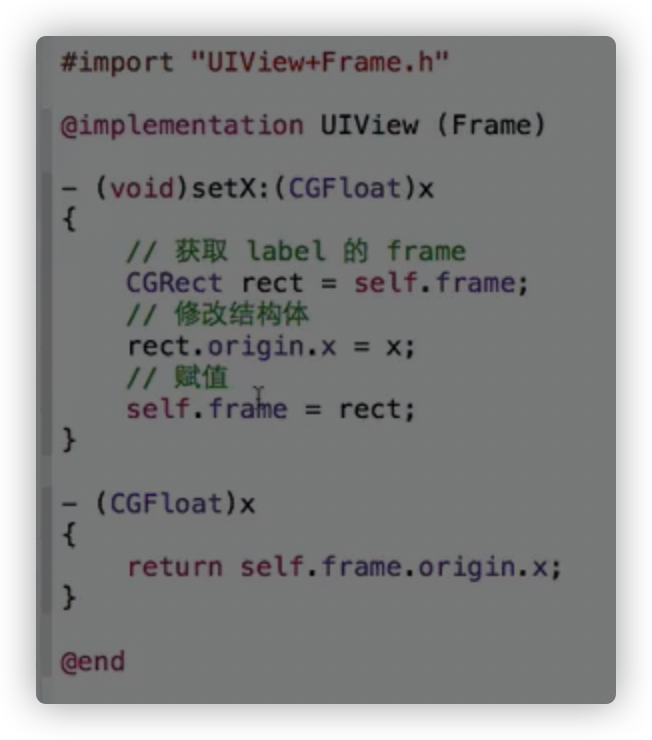 #import "UIView+Frame.h"
@implementation UIView (Frame)
- (void)setX:(CGFloat)x
{
// 获取 label 的 frame
CGRect rect = self.frame;
// 修改结构体
rect.origin.x = x;
// 赋值
self.frame = rect;
}
- (CGFloat)x
{
return self.frame.origin.x;
}
@end